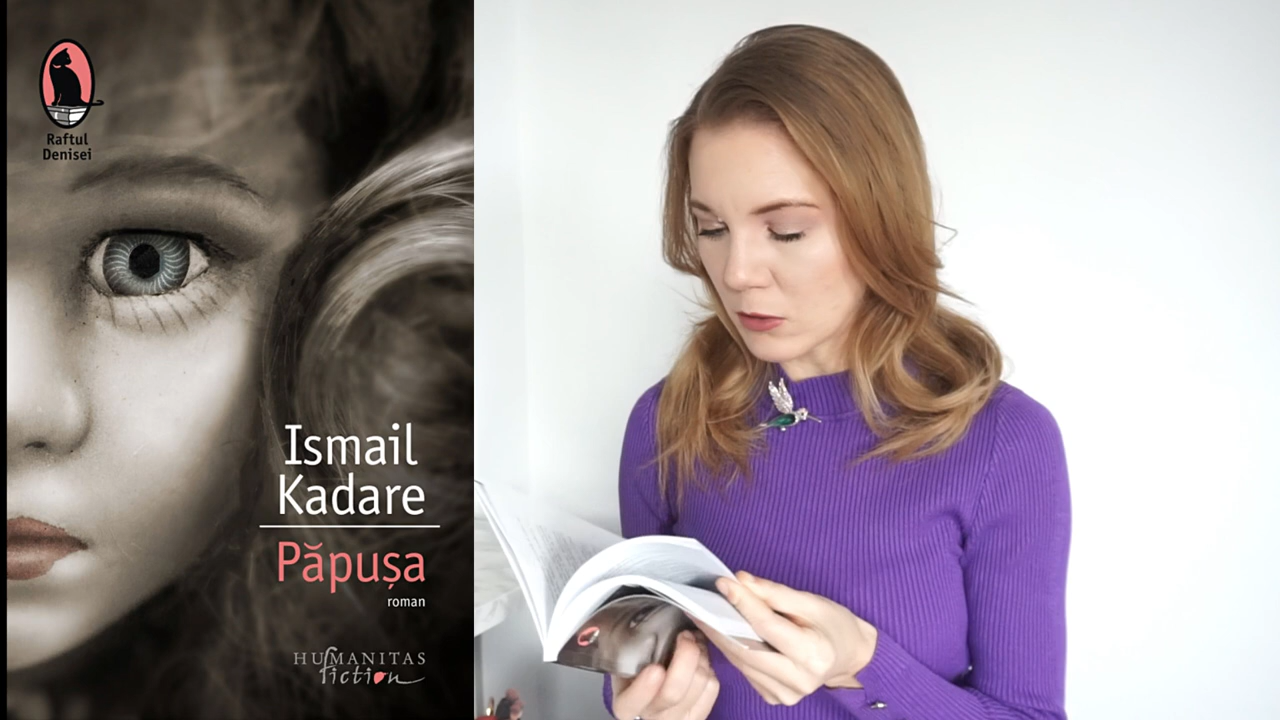 Raftul
Denisei
Ismail
Kadare
Păpușa
roman
HUMANITAS
fiction